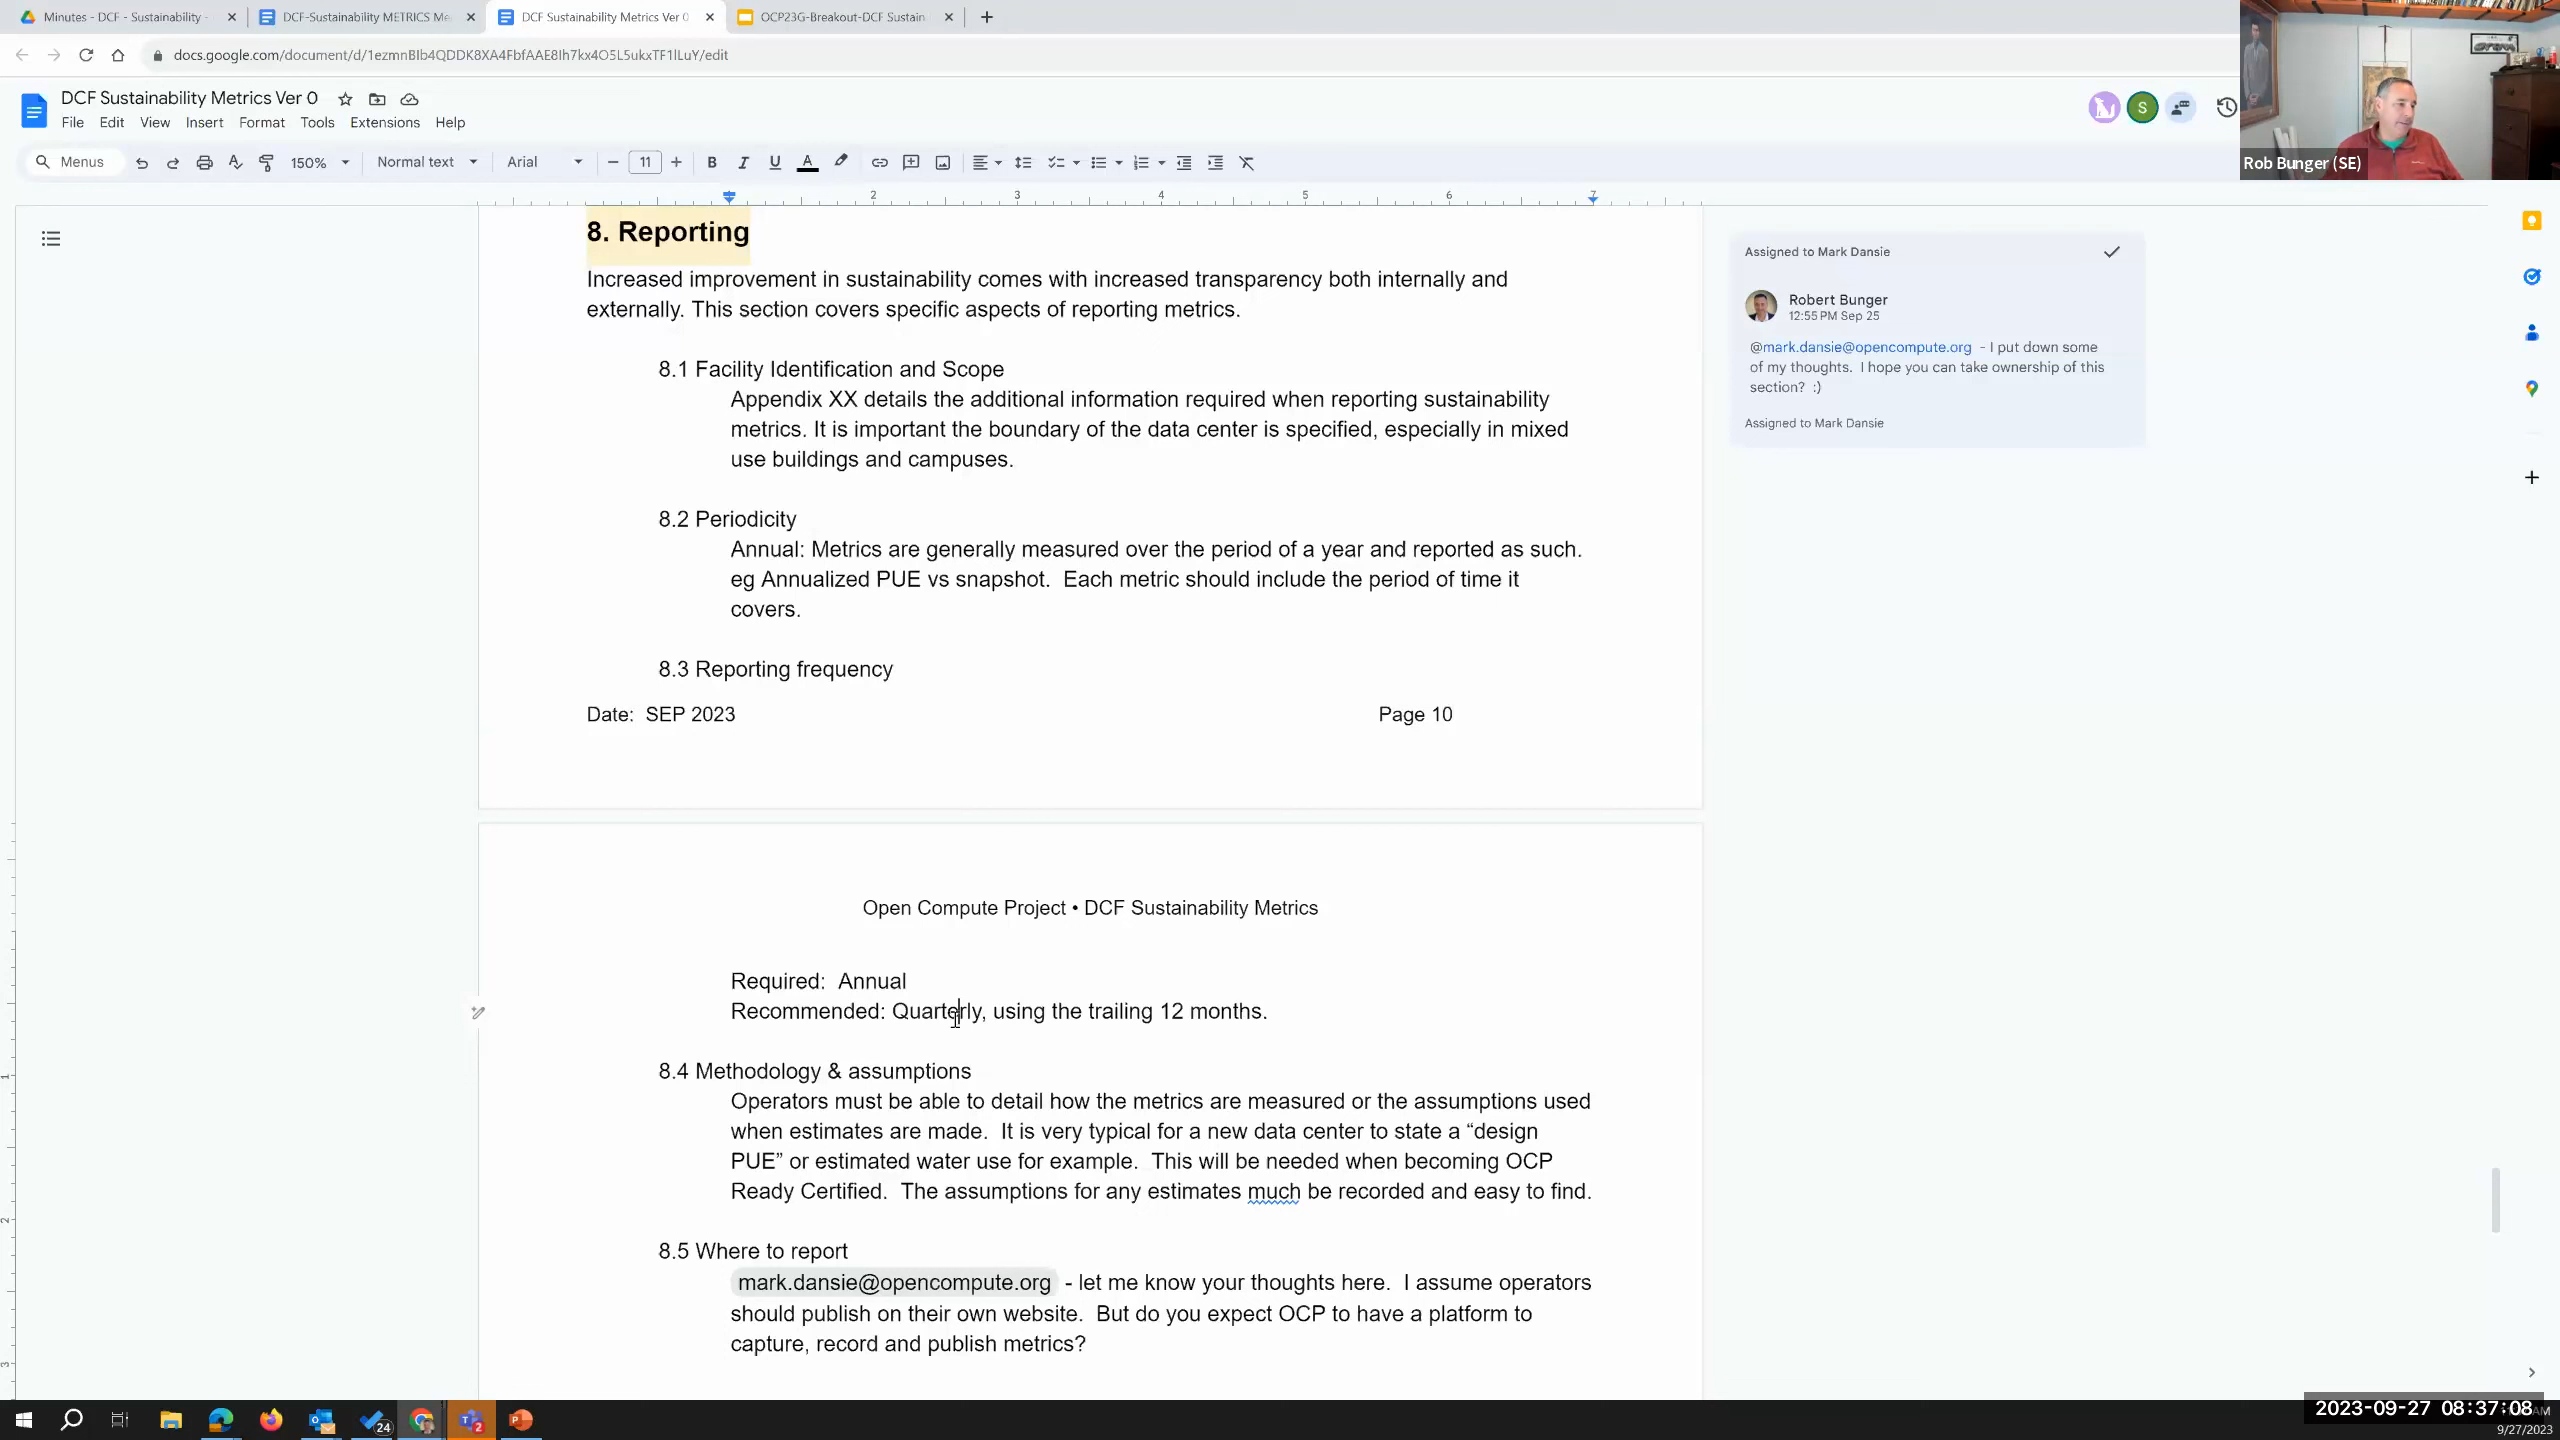 Minutes - DCF - Sustainability -
DCF-Sustainability METRICS Me
DCF Sustainability Metrics Ver 0
OCP23G-Breakout-DCF Sustain
docs.google.com/document/d/1ezmnBIb4QDDK8XA4FbfAAE8Ih7kx4O5L5ukxTF1lLuY/edit
DCF Sustainability Metrics Ver 0
File Edit View Insert Format Tools Extensions Help
S
Rob Bunger (SE)
Menus 150% Normal text Arial 11 B I U A
2 3 4 5 6 7
8. Reporting
Increased improvement in sustainability comes with increased transparency both internally and
externally. This section covers specific aspects of reporting metrics.
8.1 Facility Identification and Scope
Appendix XX details the additional information required when reporting sustainability
metrics. It is important the boundary of the data center is specified, especially in mixed
use buildings and campuses.
8.2 Periodicity
Annual: Metrics are generally measured over the period of a year and reported as such.
eg Annualized PUE vs snapshot. Each metric should include the period of time it
covers.
8.3 Reporting frequency
Date: SEP 2023 Page 10
Assigned to Mark Dansie
Robert Bunger
12:55 PM Sep 25
@mark.dansie@opencompute.org - I put down some
of my thoughts. I hope you can take ownership of this
section? :)
Assigned to Mark Dansie
Open Compute Project • DCF Sustainability Metrics
Required: Annual
Recommended: Quarterly, using the trailing 12 months.
8.4 Methodology & assumptions
Operators must be able to detail how the metrics are measured or the assumptions used
when estimates are made. It is very typical for a new data center to state a “design
PUE” or estimated water use for example. This will be needed when becoming OCP
Ready Certified. The assumptions for any estimates much be recorded and easy to find.
8.5 Where to report
mark.dansie@opencompute.org - let me know your thoughts here. I assume operators
should publish on their own website. But do you expect OCP to have a platform to
capture, record and publish metrics?
1
2
3
24
2
2023-09-27 08:37:08
9/27/2023